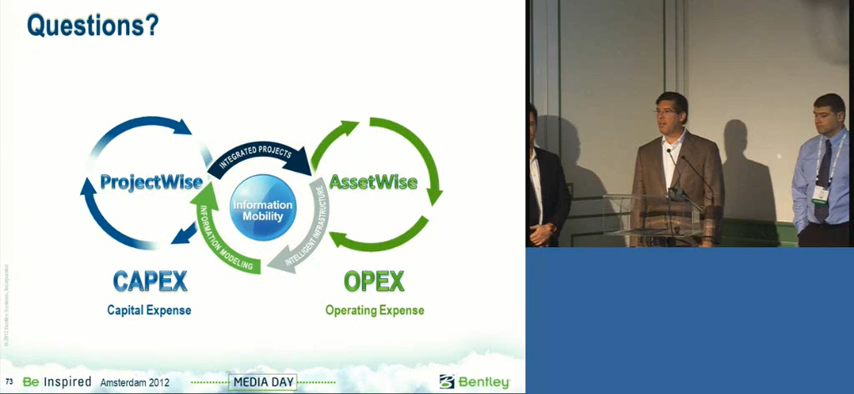 Questions?
ProjectWise
INTEGRATED PROJECTS
AssetWise
Information
Mobility
INFORMATION MODELING
INTELLIGENT INFRASTRUCTURE
CAPEX
OPEX
Capital Expense
Operating Expense
73 Be Inspired Amsterdam 2012 MEDIA DAY Bentley